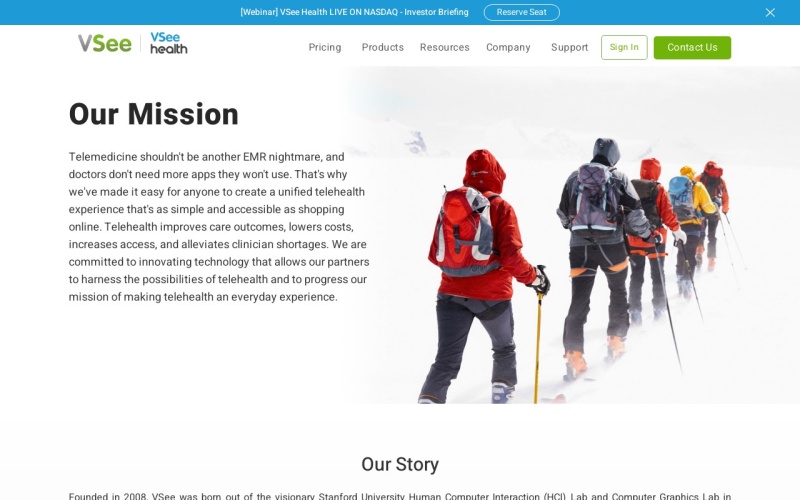 [Webinar] VSee Health LIVE ON NASDAQ - Investor Briefing Reserve Seat
VSee VSee health
Pricing Products Resources Company Support Sign In Contact Us
Our Mission
Telemedicine shouldn't be another EMR nightmare, and
doctors don't need more apps they won't use. That's why
we've made it easy for anyone to create a unified telehealth
experience that's as simple and accessible as shopping
online. Telehealth improves care outcomes, lowers costs,
increases access, and alleviates clinician shortages. We are
committed to innovating technology that allows our partners
to harness the possibilities of telehealth and to progress our
mission of making telehealth an everyday experience.
Our Story
Founded in 2008, VSee was born out of the visionary Stanford University Human Computer Interaction (HCI) Lab and Computer Graphics Lab in